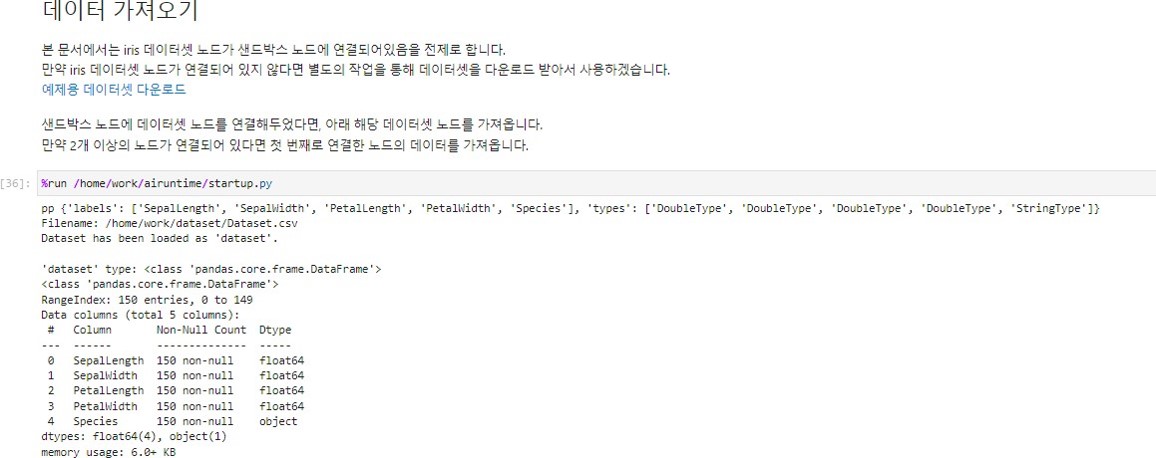 데이터 가져오기
본 문서에서는 iris 데이터셋 노드가 샌드박스 노드에 연결되어있음을 전제로 합니다.
만약 iris 데이터셋 노드가 연결되어 있지 않다면 별도의 작업을 통해 데이터셋을 다운로드 받아서 사용하겠습니다.
예제용 데이터셋 다운로드
샌드박스 노드에 데이터셋 노드를 연결해두었다면, 아래 해당 데이터셋 노드를 가져옵니다.
만약 2개 이상의 노드가 연결되어 있다면 첫 번째로 연결한 노드의 데이터를 가져옵니다.
[36]: %run /home/work/airuntime/startup.py
pp {'labels': ['SepalLength', 'SepalWidth', 'PetalLength', 'PetalWidth', 'Species'], 'types': ['DoubleType', 'DoubleType', 'DoubleType', 'DoubleType', 'StringType']}
Filename: /home/work/dataset/Dataset.csv
Dataset has been loaded as 'dataset'.
'dataset' type: <class 'pandas.core.frame.DataFrame'>
<class 'pandas.core.frame.DataFrame'>
RangeIndex: 150 entries, 0 to 149
Data columns (total 5 columns):
#   Column       Non-Null Count  Dtype
---  ------       --------------  -----
0   SepalLength  150 non-null    float64
1   SepalWidth   150 non-null    float64
2   PetalLength  150 non-null    float64
3   PetalWidth   150 non-null    float64
4   Species      150 non-null    object
dtypes: float64(4), object(1)
memory usage: 6.0+ KB